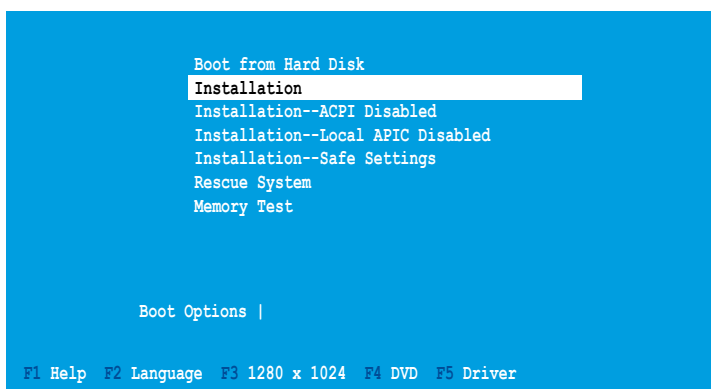 Boot from Hard Disk
Installation
Installation--ACPI Disabled
Installation--Local APIC Disabled
Installation--Safe Settings
Rescue System
Memory Test
Boot Options |
F1 Help F2 Language F3 1280 x 1024 F4 DVD F5 Driver